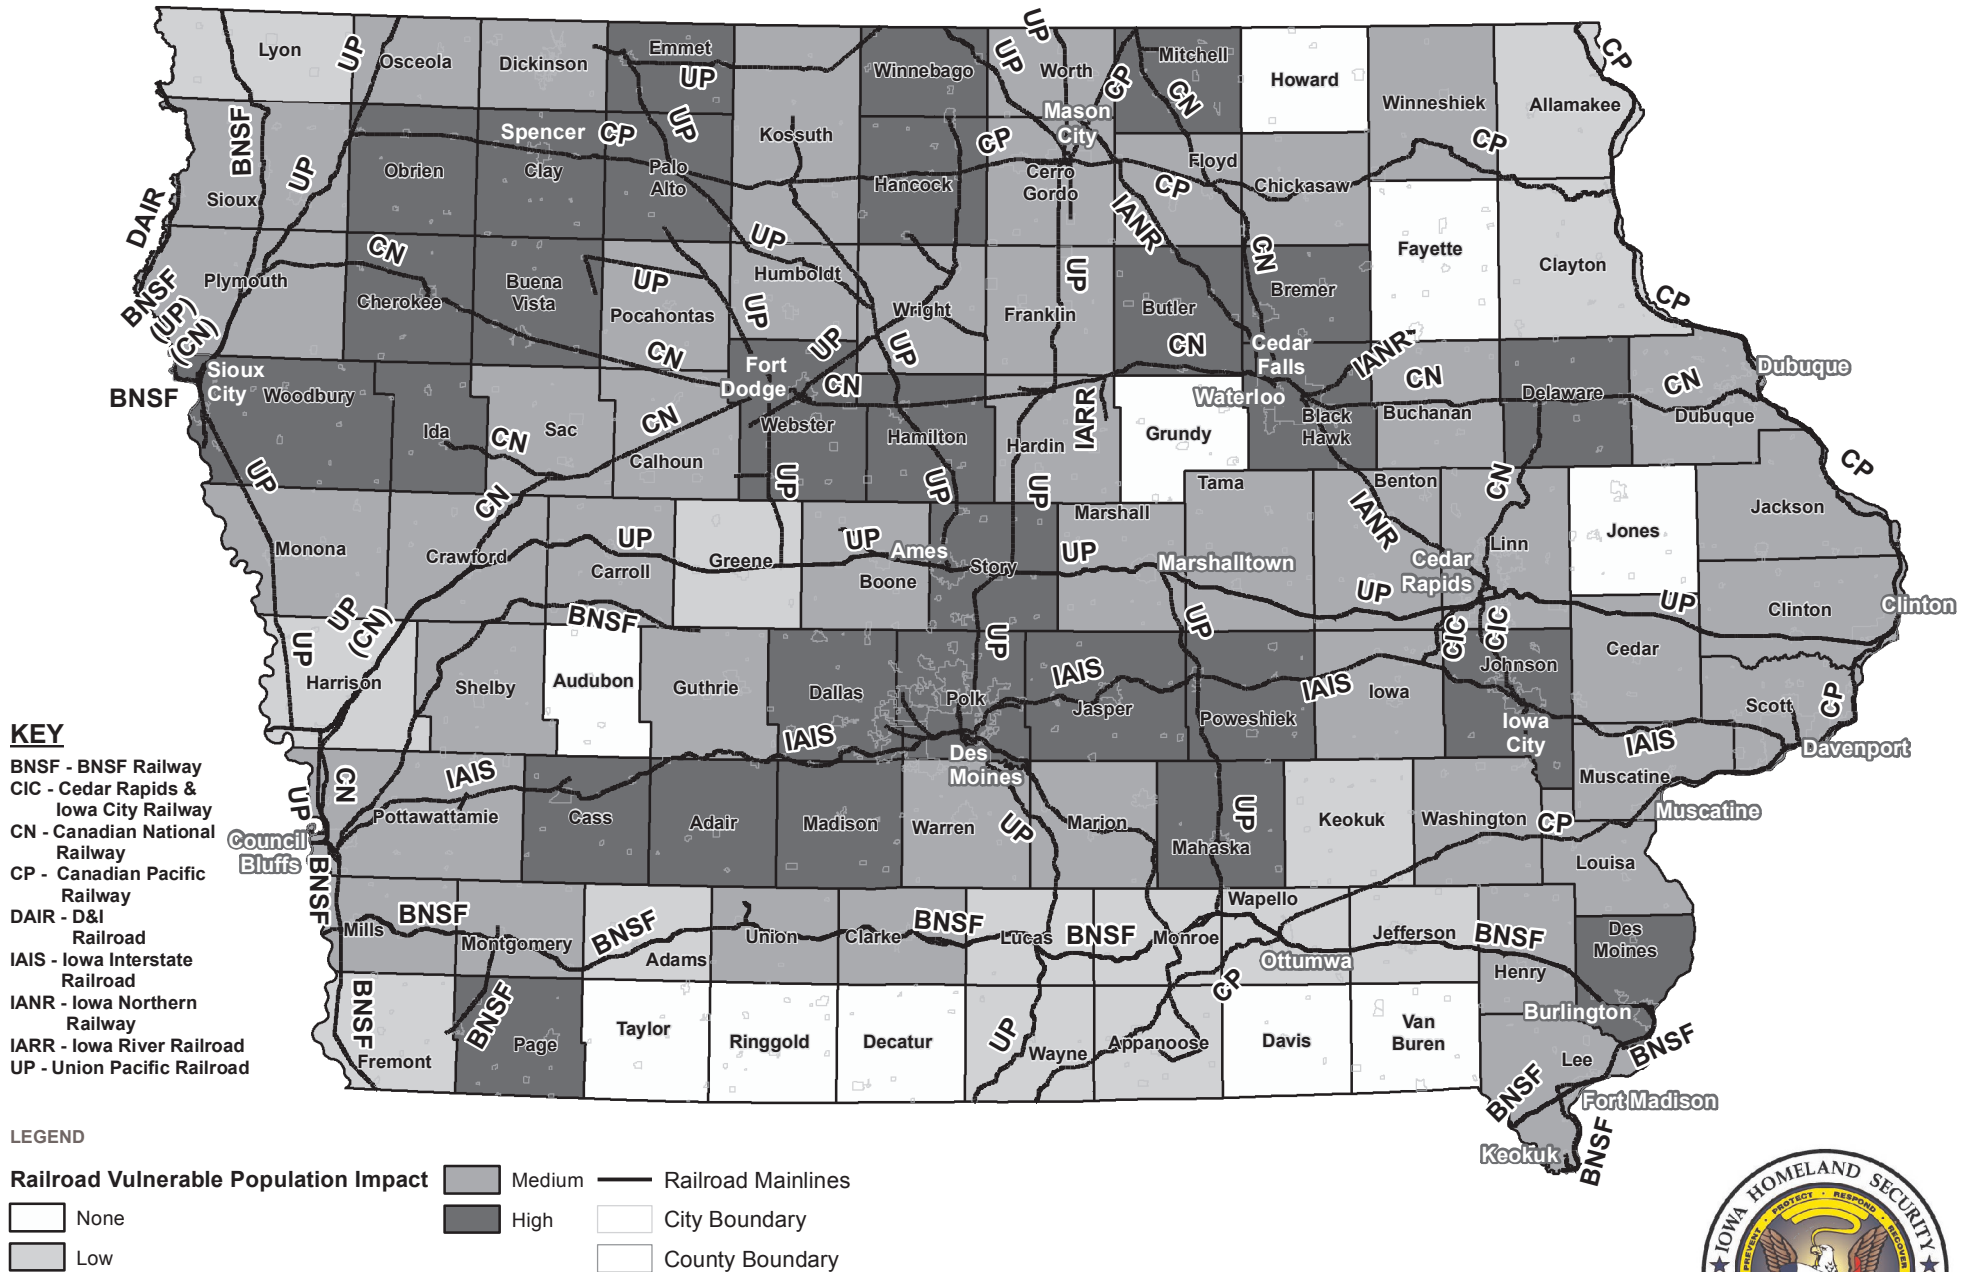 Lyon
UP
Osceola
Dickinson
Emmet
UP
Winnebago
UP
UP
Worth
CP
Mitchell
CN
Howard
Winneshiek
Allamakee
CP
BNSF
Spencer
CP
UP
Kossuth
CP
Mason
City
Floyd
CP
Sioux
UP
Obrien
Clay
Palo
Alto
Hancock
Cerro
Gordo
CP
Chickasaw
DAIR
IANR
CN
Fayette
Clayton
CP
BNSF
(UP)
(CN)
Plymouth
CN
Cherokee
Buena
Vista
UP
Pocahontas
UP
Humboldt
UP
Wright
Franklin
UP
Butler
Bremer
BNSF
Sioux
City
Woodbury
CN
Fort
Dodge
UP
CN
UP
CN
Cedar
Falls
IANR
CN
Delaware
CN
Dubuque
Dubuque
Waterloo
Black
Hawk
Buchanan
Ida
CN
Sac
CN
Calhoun
Webster
Hamilton
Hardin
IARR
Grundy
UP
CN
UP
UP
UP
Tama
Benton
CN
CP
Jackson
Marshall
IANR
Jones
Monona
Crawford
UP
Carroll
Greene
UP
Boone
Ames
Story
UP
Marshalltown
Cedar
Rapids
Linn
UP
UP
Clinton
Clinton
UP
(CN)
BNSF
UP
UP
UP
CIC
CIC
Johnson
Cedar
Harrison
Shelby
Audubon
Guthrie
Dallas
Polk
IAIS
Jasper
Poweshiek
IAIS
Iowa
Iowa
City
Scott
CP
Davenport
IAIS
Des
Moines
IAIS
Muscatine
Muscatine
CN
IAIS
UP
Pottawattamie
Council
Bluffs
Cass
Adair
Madison
Warren
UP
Marion
Mahaska
UP
Keokuk
Washington
CP
Louisa
BNSF
Mills
BNSF
Montgomery
BNSF
Adams
Union
Clarke
BNSF
Lucas
BNSF
Monroe
Wapello
Ottumwa
Jefferson
BNSF
Henry
Des
Moines
CP
Burlington
BNSF
BNSF
Fremont
BNSF
Page
Taylor
Ringgold
Decatur
UP
Wayne
Appanoose
Davis
Van
Buren
Lee
BNSF
Fort Madison
Keokuk
BNSF
KEY
BNSF - BNSF Railway
CIC - Cedar Rapids &
Iowa City Railway
CN - Canadian National
Railway
CP - Canadian Pacific
Railway
DAIR - D&I
Railroad
IAIS - Iowa Interstate
Railroad
IANR - Iowa Northern
Railway
IARR - Iowa River Railroad
UP - Union Pacific Railroad
LEGEND
Railroad Vulnerable Population Impact
None
Low
Medium
High
Railroad Mainlines
City Boundary
County Boundary
IOWA HOMELAND SECURITY
PREVENT · PROTECT · RESPOND · RECOVER